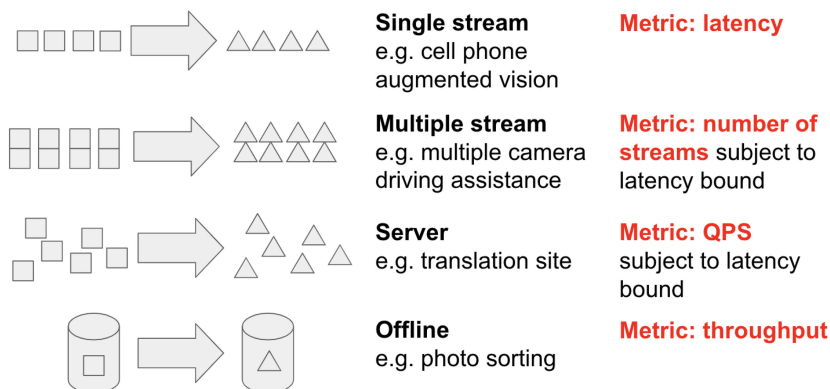 Single stream
e.g. cell phone
augmented vision
Metric: latency
Multiple stream
e.g. multiple camera
driving assistance
Metric: number of
streams subject to
latency bound
Server
e.g. translation site
Metric: QPS
subject to latency
bound
Offline
e.g. photo sorting
Metric: throughput